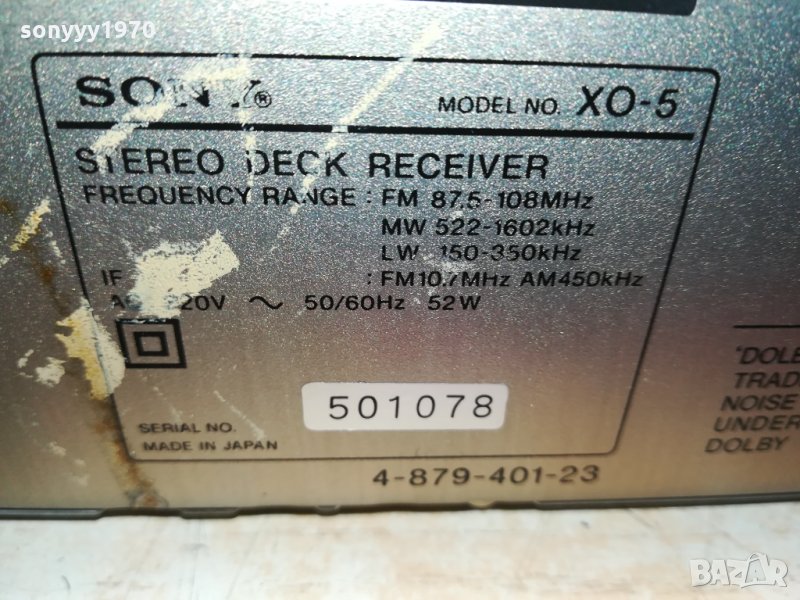 sonyyy1970
SONY®
MODEL NO. XO-5
STEREO DECK RECEIVER
FREQUENCY RANGE : FM 87.5-108MHz
MW 522-1602kHz
LW 150-350kHz
IF : FM10.7MHz AM450kHz
AC 220V ~ 50/60Hz 52W
501078
SERIAL NO.
MADE IN JAPAN
4-879-401-23
'DOLB
TRAD
NOISE
UNDER
DOLBY
BAZAR